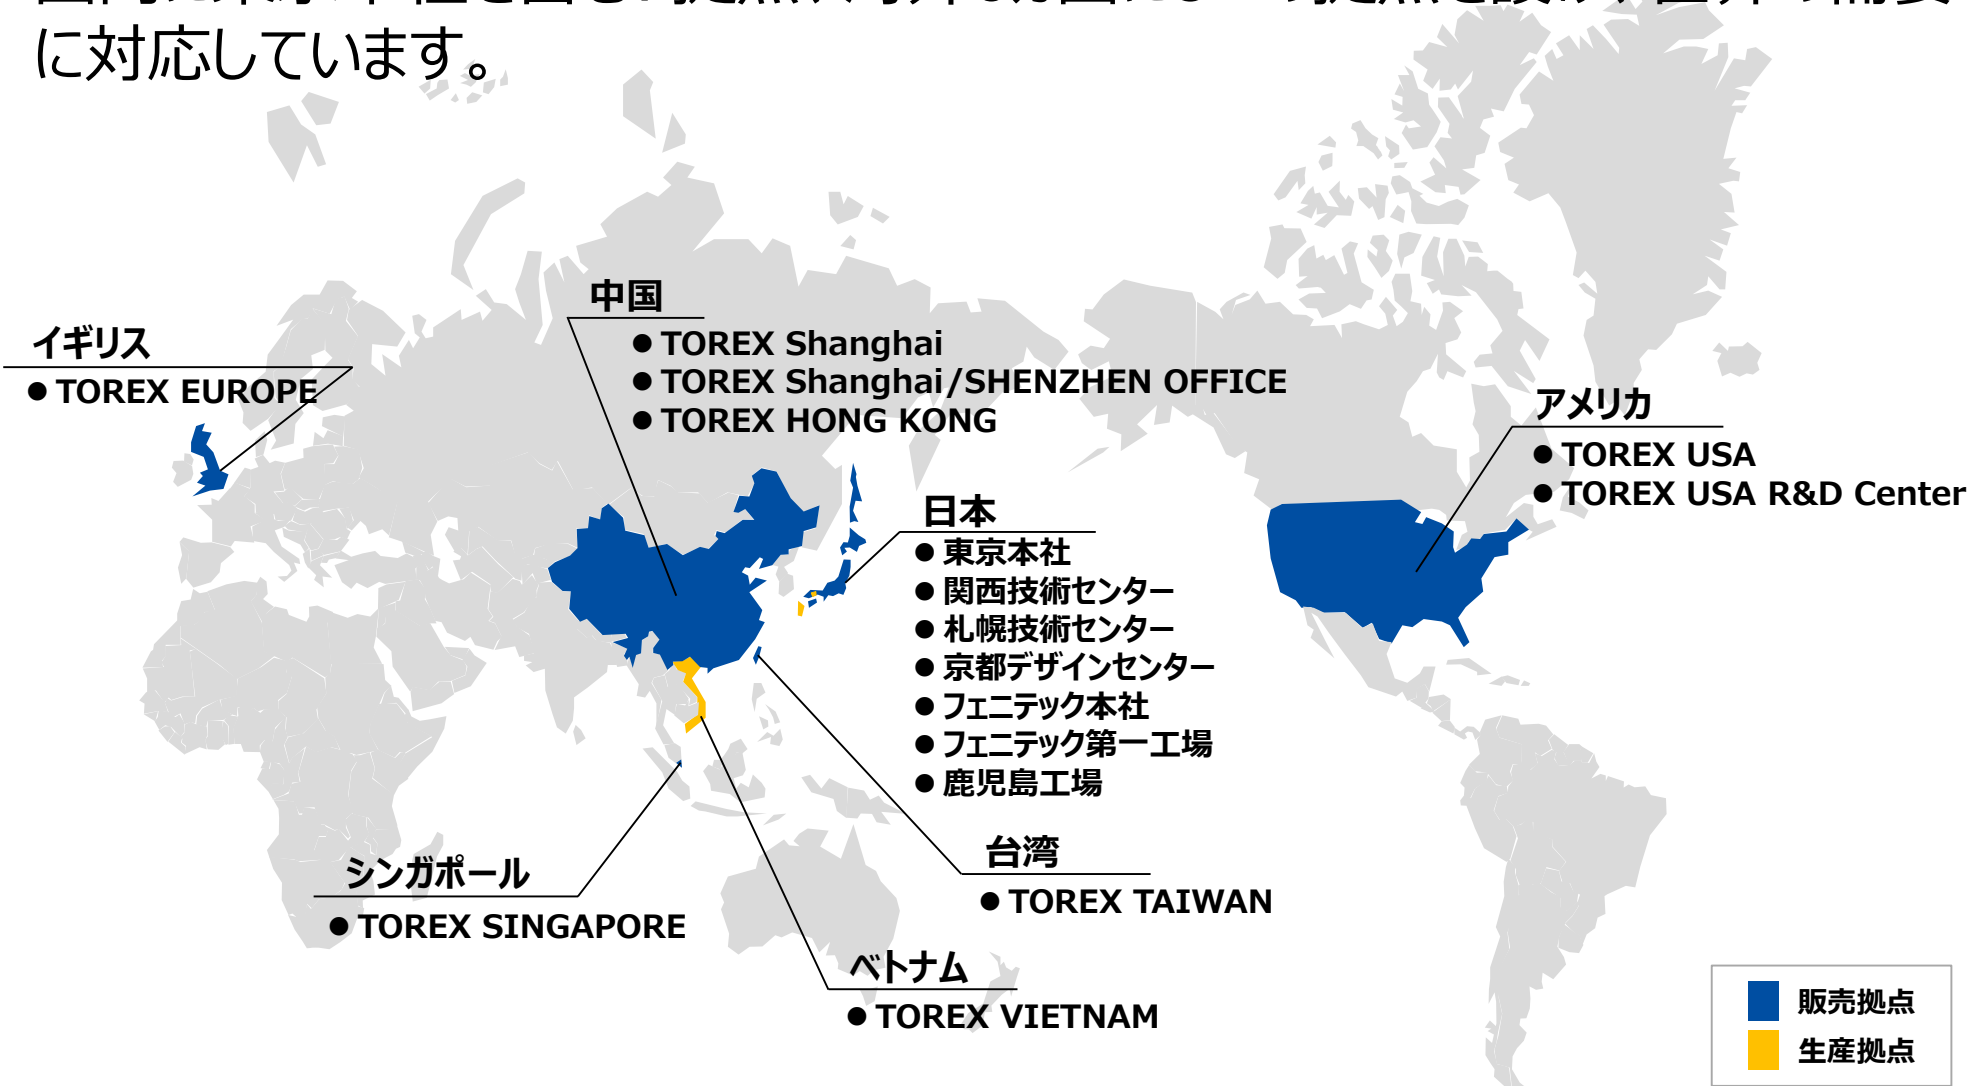 に対応しています。
中国
● TOREX Shanghai
● TOREX Shanghai/SHENZHEN OFFICE
● TOREX HONG KONG
イギリス
● TOREX EUROPE
アメリカ
● TOREX USA
● TOREX USA R&D Center
日本
● 東京本社
● 関西技術センター
● 札幌技術センター
● 京都デザインセンター
● フェニテック本社
● フェニテック第一工場
● 鹿児島工場
台湾
● TOREX TAIWAN
シンガポール
● TOREX SINGAPORE
ベトナム
● TOREX VIETNAM
販売拠点
生産拠点